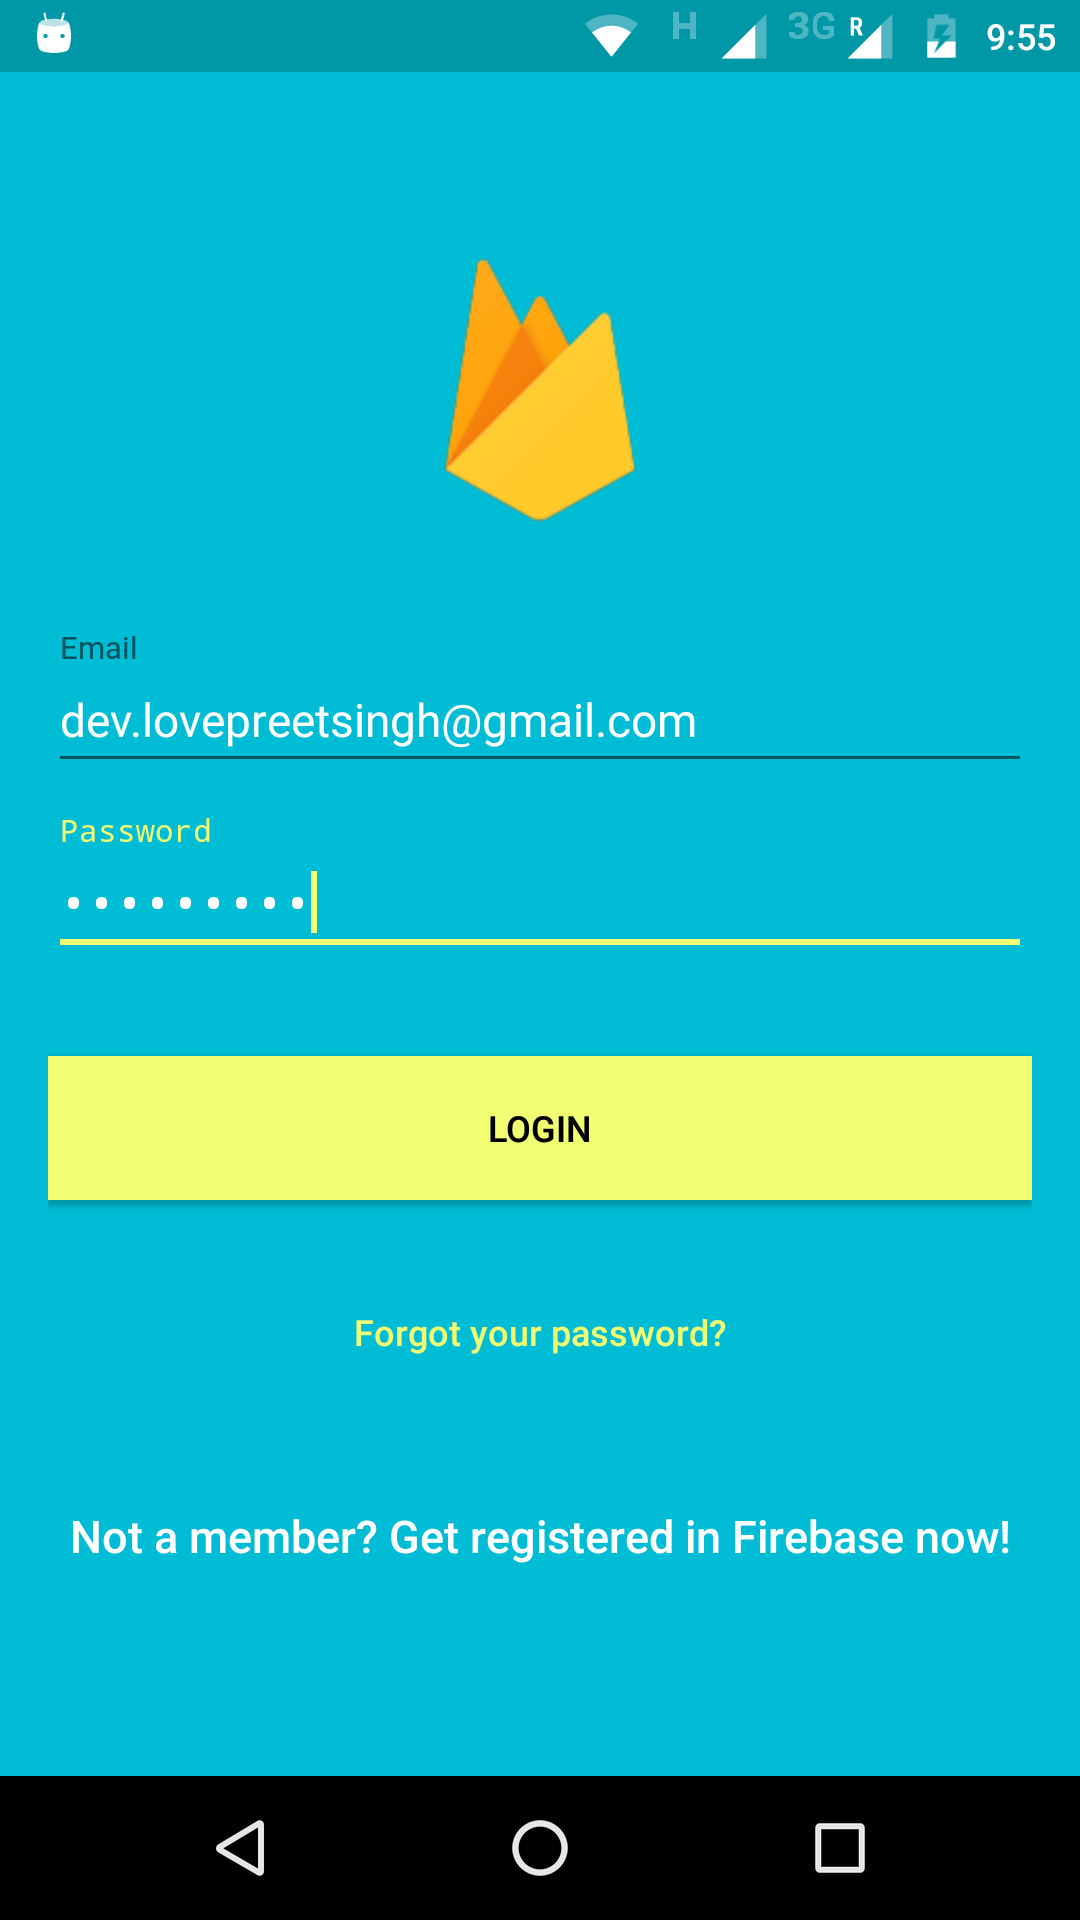 H 3G R 9:55
Email
dev.lovepreetsingh@gmail.com
Password
LOGIN
Forgot your password?
Not a member? Get registered in Firebase now!